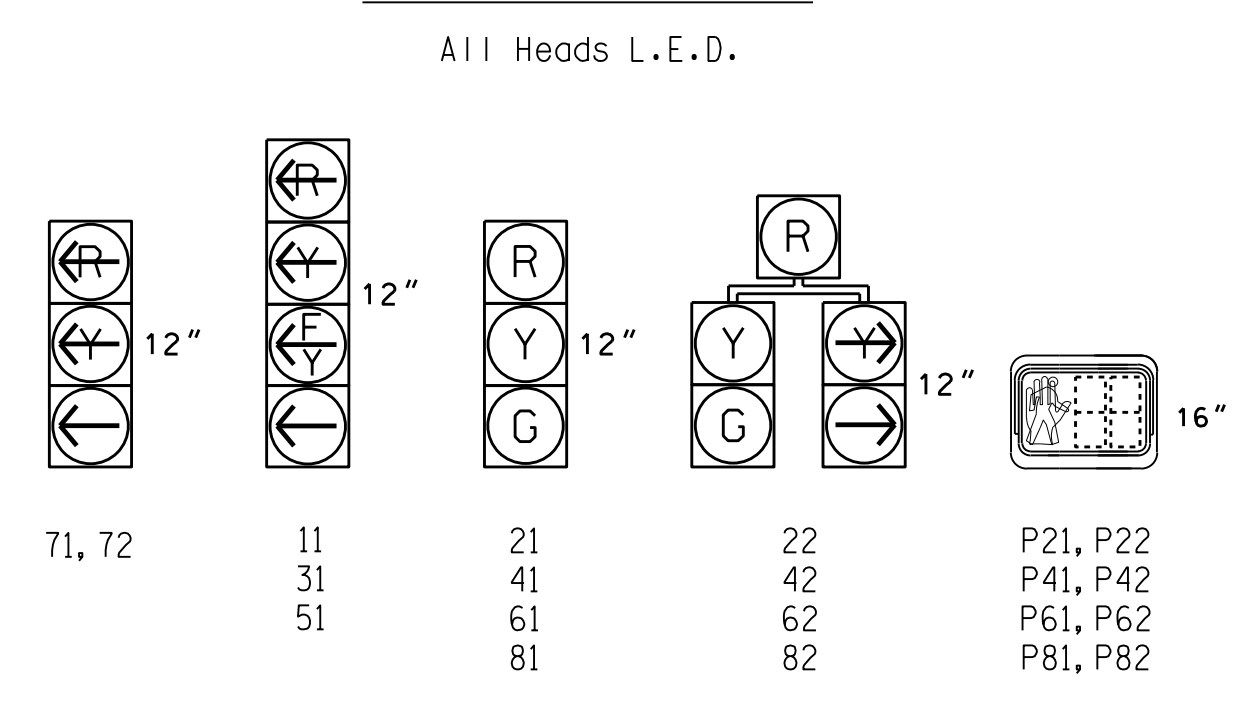 All Heads L.E.D.
R
Y
12"
R
Y
F
Y
12"
R
Y
G
12"
R
Y
G
Y
12"
16"
71, 72
11
31
51
21
41
61
81
22
42
62
82
P21, P22
P41, P42
P61, P62
P81, P82